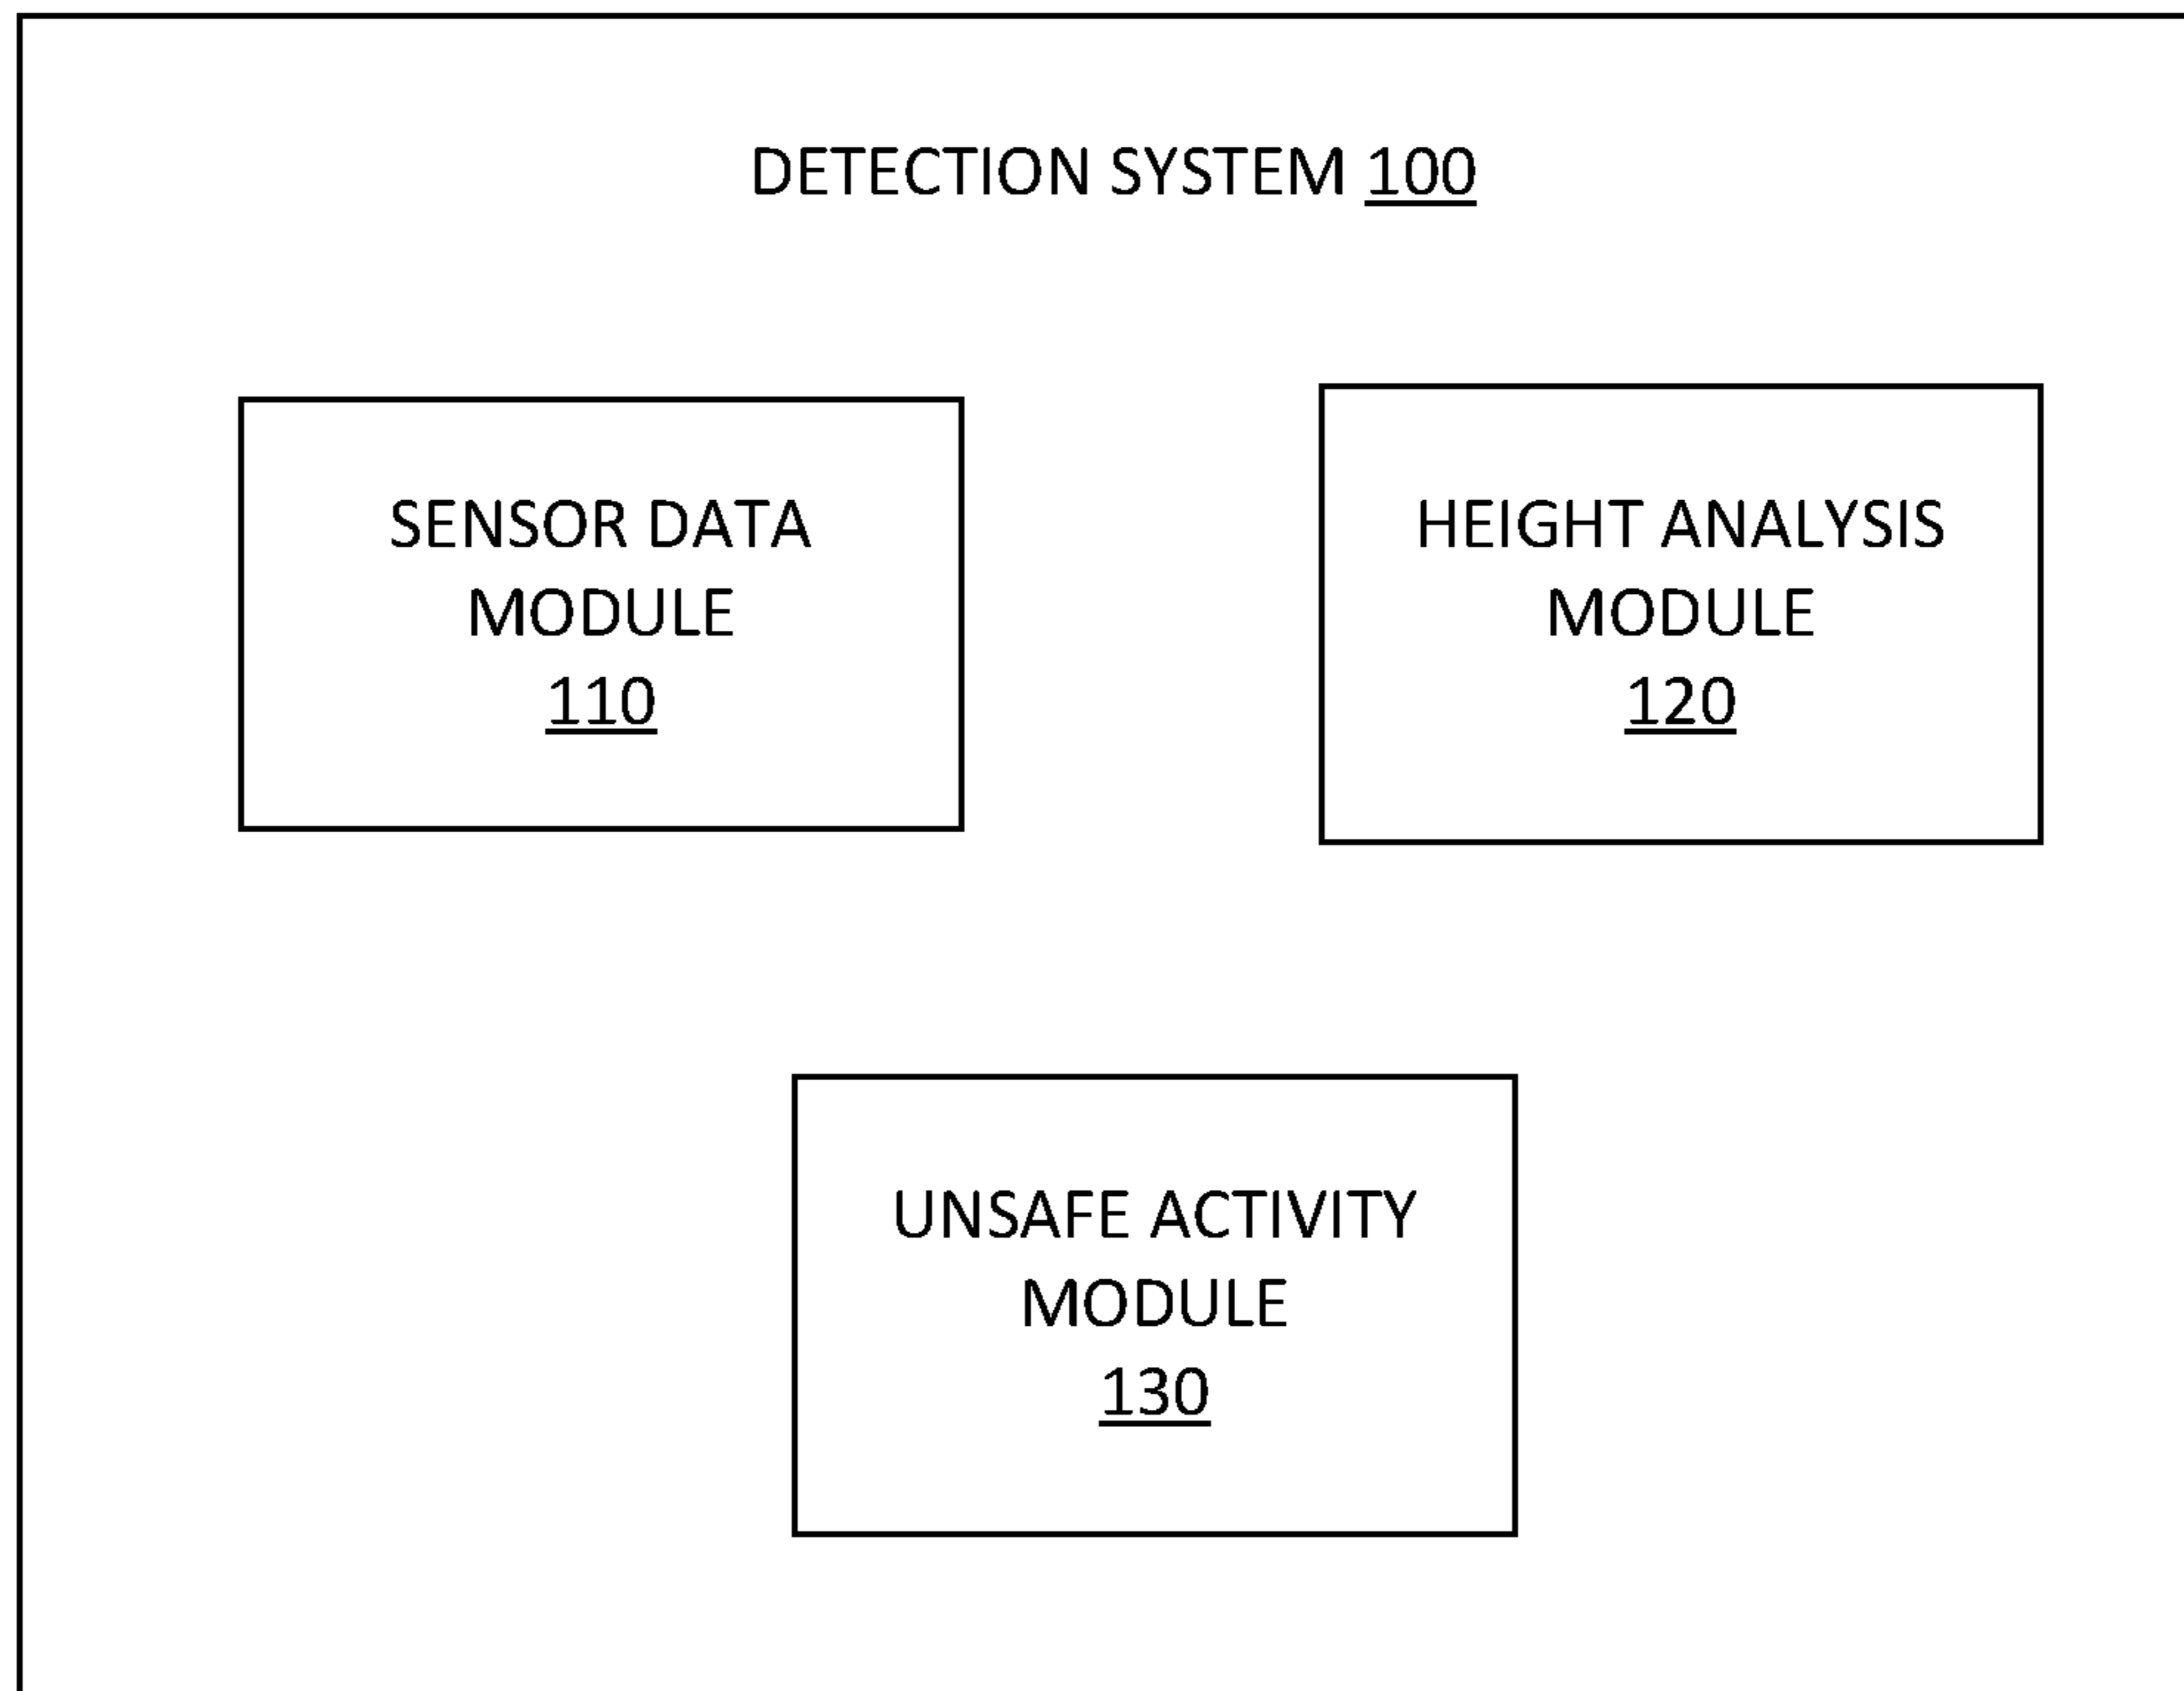 DETECTION SYSTEM 100
SENSOR DATA
MODULE
110
HEIGHT ANALYSIS
MODULE
120
UNSAFE ACTIVITY
MODULE
130